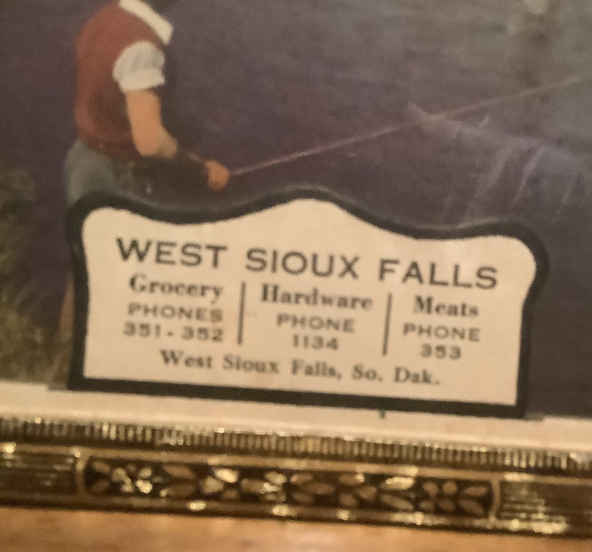 WEST SIOUX FALLS
Grocery
PHONES
351-352
Hardware
PHONE
1134
Meats
PHONE
353
West Sioux Falls, So. Dak.